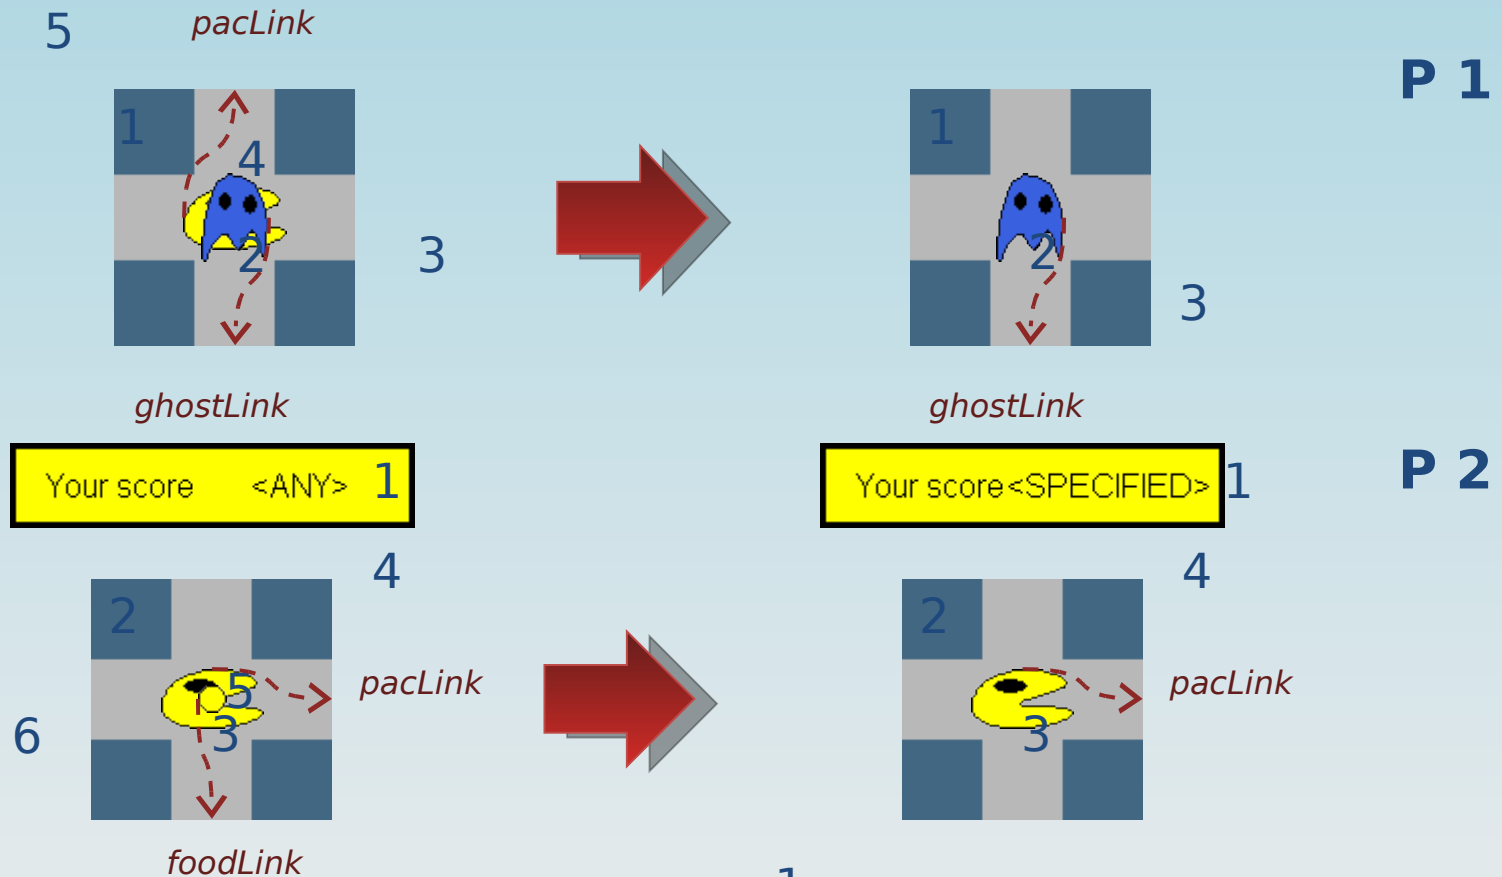 5 pacLink
P 1
1 1
4
2 3 2
3
ghostLink ghostLink
Your score <ANY> 1 Your score<SPECIFIED> 1 P 2
4 4
2 2
5 pacLink pacLink
6 3 3
foodLink